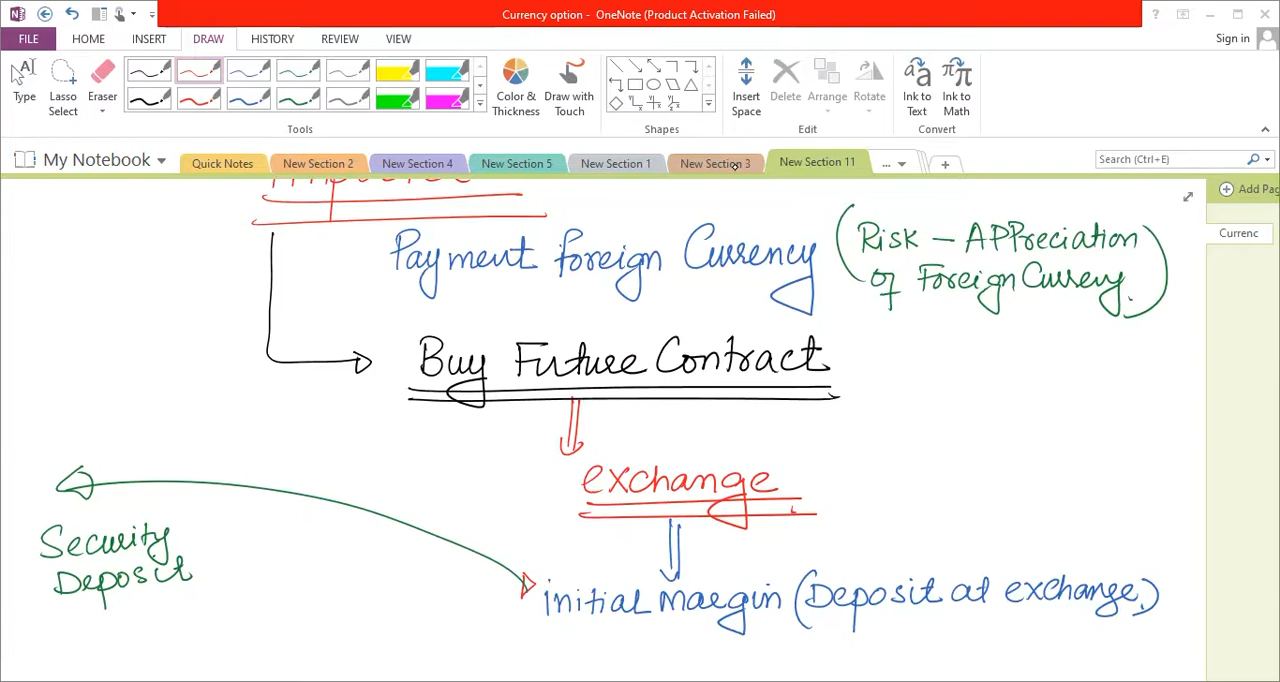 Currency option - OneNote (Product Activation Failed)
FILE HOME INSERT DRAW HISTORY REVIEW VIEW
Sign in
Type
Lasso Select
Eraser
Color & Thickness
Draw with Touch
Insert Space
Delete
Arrange
Rotate
Ink to Text
Ink to Math
Tools
Shapes
Edit
Convert
My Notebook
Quick Notes
New Section 2
New Section 4
New Section 5
New Section 1
New Section 3
New Section 11
...
Search (Ctrl+E)
Add Pag
Currenc
Payment foreign Currency
(Risk - APPreciation
of Foreign Currency.)
Buy Future Contract
exchange
Security
Deposit
initial Margin (Deposit at exchange.)